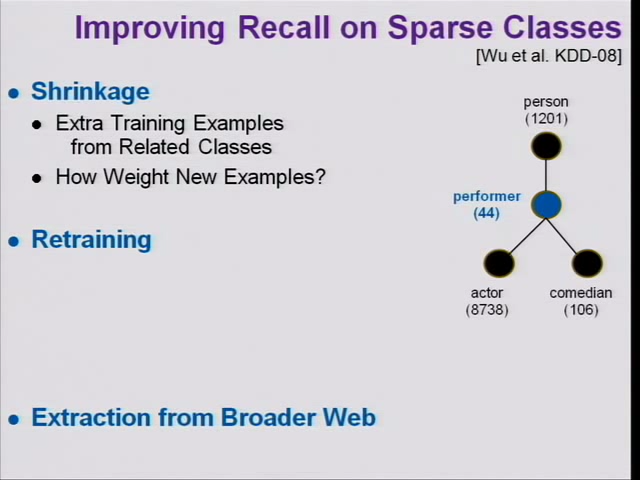 Improving Recall on Sparse Classes
[Wu et al. KDD-08]
Shrinkage
Extra Training Examples
from Related Classes
How Weight New Examples?
Retraining
Extraction from Broader Web
person
(1201)
performer
(44)
actor
(8738)
comedian
(106)